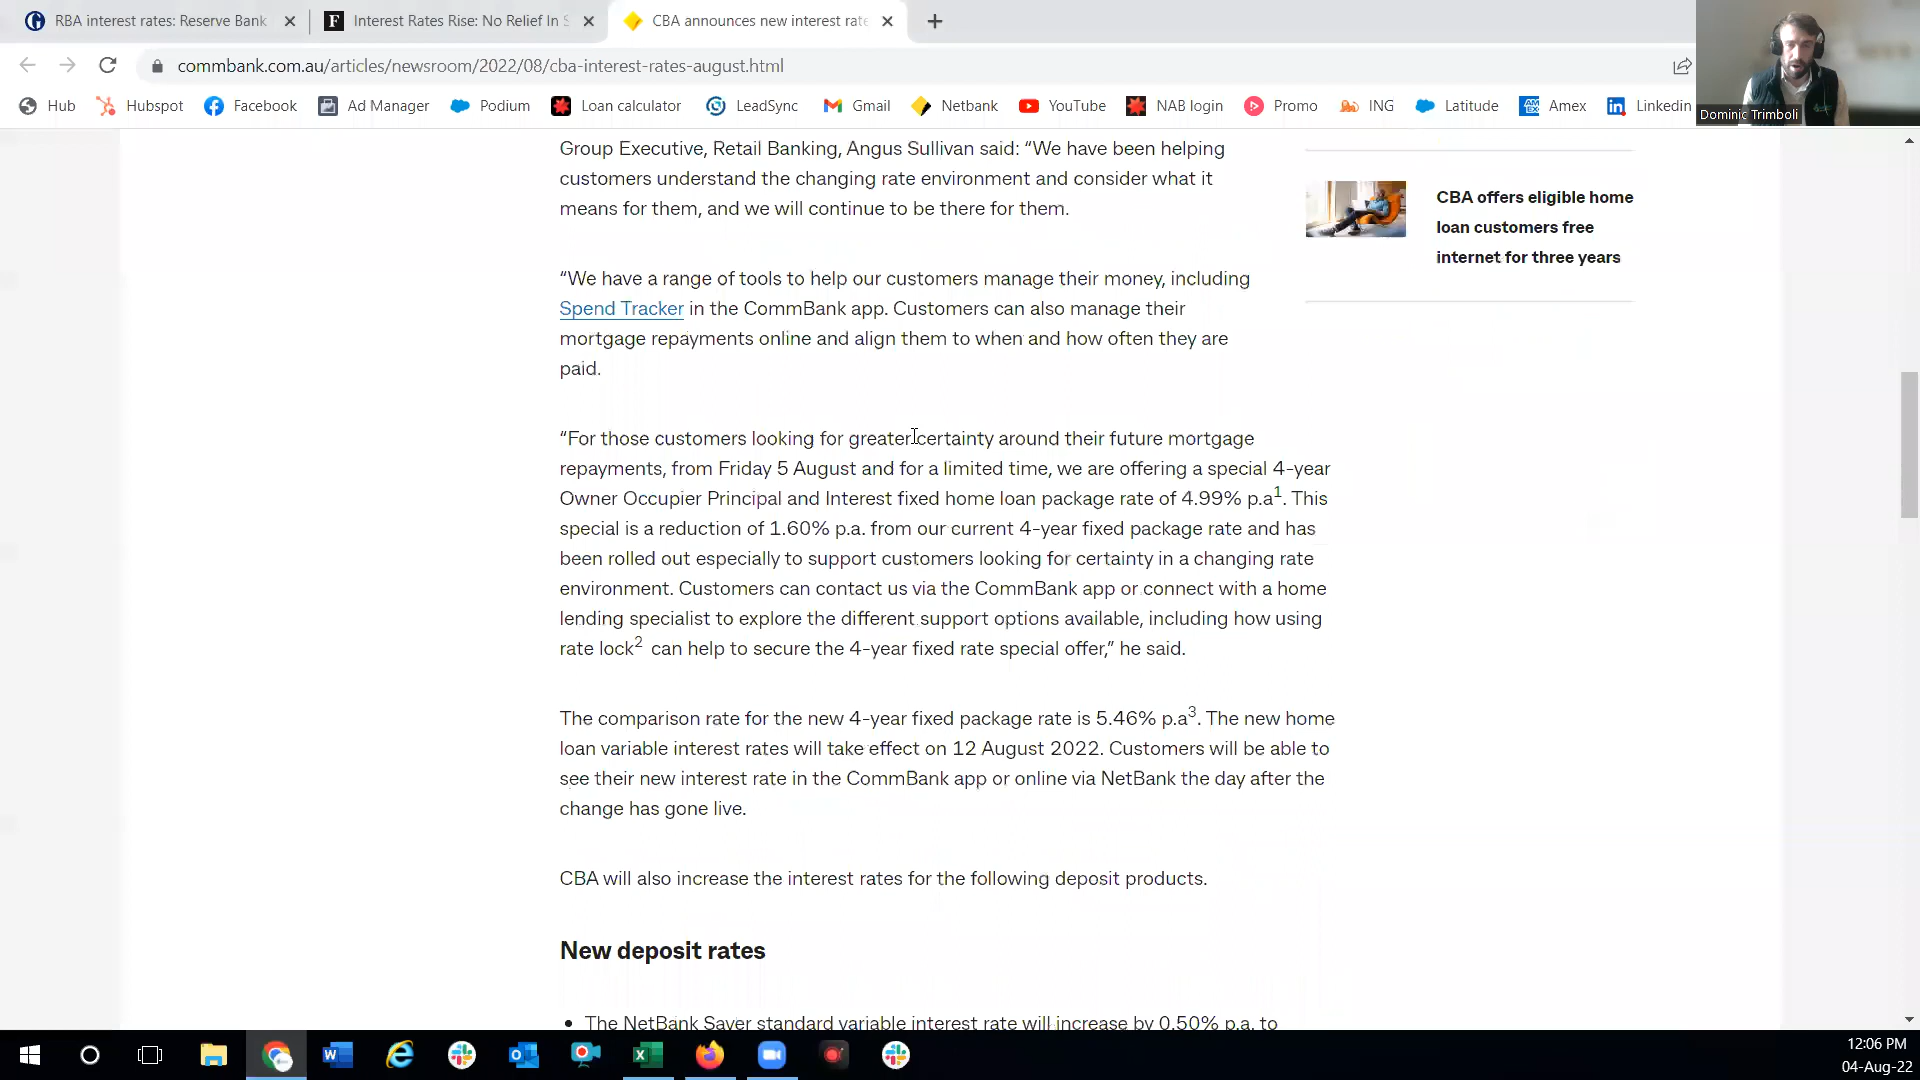 RBA interest rates: Reserve Bank
Interest Rates Rise: No Relief In S
CBA announces new interest rate
commbank.com.au/articles/newsroom/2022/08/cba-interest-rates-august.html
Hub Hubspot Facebook Ad Manager Podium Loan calculator LeadSync Gmail Netbank YouTube NAB login Promo ING Latitude Amex Linkedin
Dominic Trimboli
Group Executive, Retail Banking, Angus Sullivan said: “We have been helping
customers understand the changing rate environment and consider what it
means for them, and we will continue to be there for them.
CBA offers eligible home
loan customers free
internet for three years
“We have a range of tools to help our customers manage their money, including
Spend Tracker in the CommBank app. Customers can also manage their
mortgage repayments online and align them to when and how often they are
paid.
“For those customers looking for greater certainty around their future mortgage
repayments, from Friday 5 August and for a limited time, we are offering a special 4-year
Owner Occupier Principal and Interest fixed home loan package rate of 4.99% p.a1. This
special is a reduction of 1.60% p.a. from our current 4-year fixed package rate and has
been rolled out especially to support customers looking for certainty in a changing rate
environment. Customers can contact us via the CommBank app or connect with a home
lending specialist to explore the different support options available, including how using
rate lock2 can help to secure the 4-year fixed rate special offer,” he said.
The comparison rate for the new 4-year fixed package rate is 5.46% p.a3. The new home
loan variable interest rates will take effect on 12 August 2022. Customers will be able to
see their new interest rate in the CommBank app or online via NetBank the day after the
change has gone live.
CBA will also increase the interest rates for the following deposit products.
New deposit rates
• The NetBank Saver standard variable interest rate will increase by 0.50% p.a. to
12:06 PM
04-Aug-22